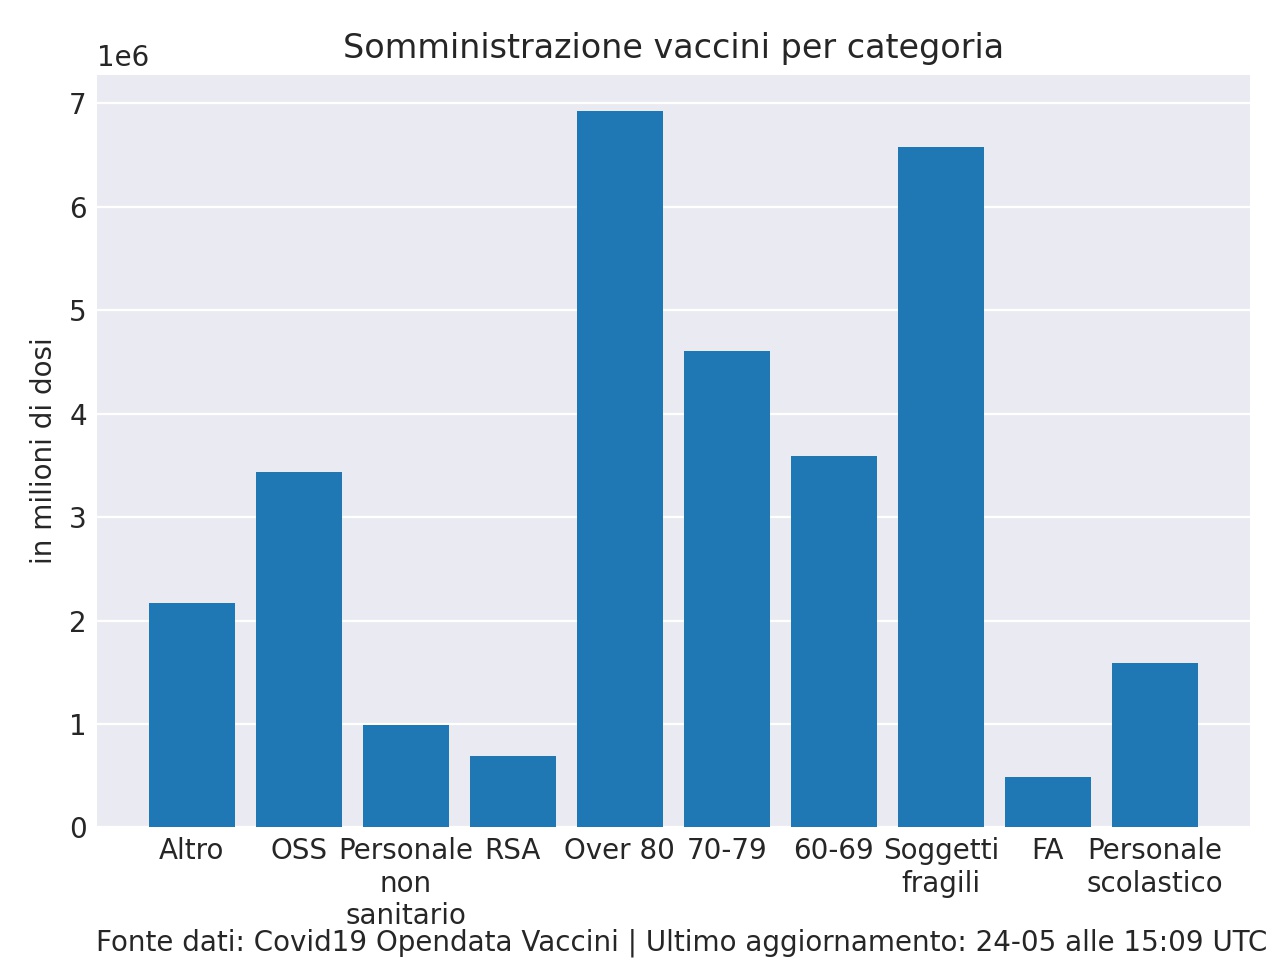 Somministrazione vaccini per categoria
1e6
7
6
5
4
3
2
1
0
in milioni di dosi
Altro
OSS
Personale
non
sanitario
RSA
Over 80
70-79
60-69
Soggetti
fragili
FA
Personale
scolastico
Fonte dati: Covid19 Opendata Vaccini | Ultimo aggiornamento: 24-05 alle 15:09 UTC